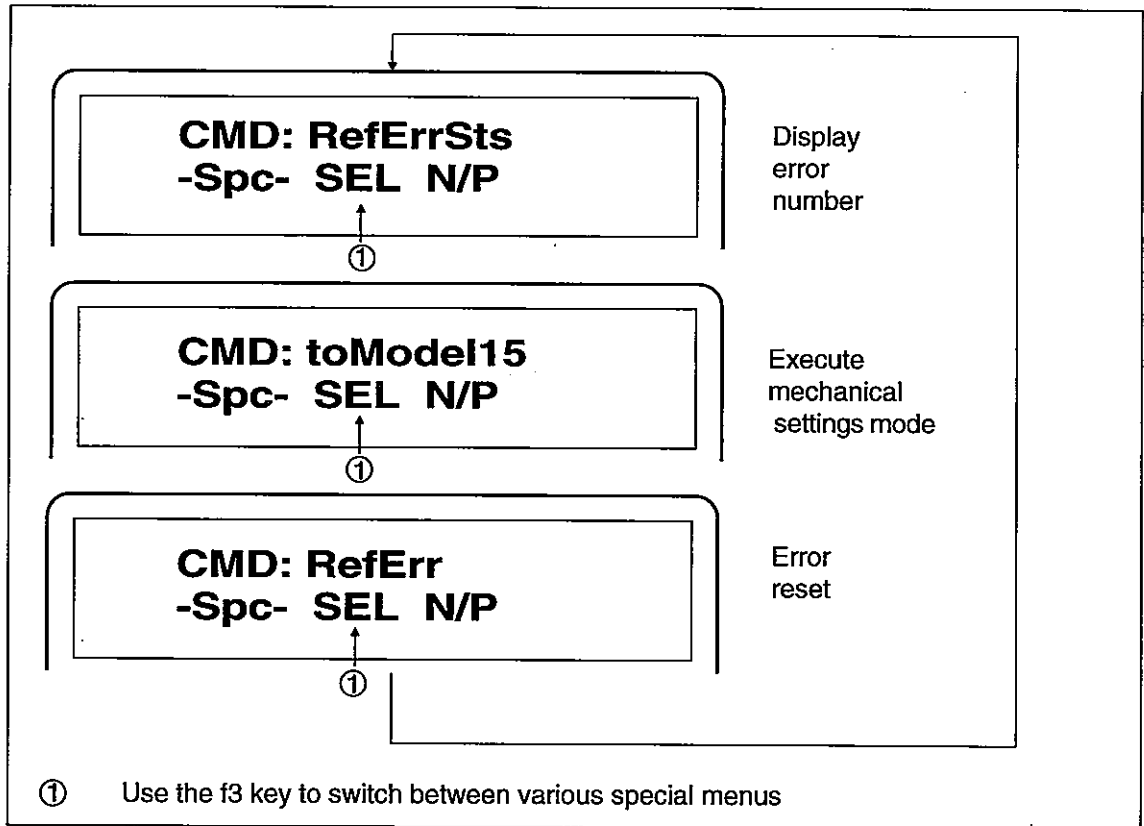 CMD: RefErrSts
-Spc- SEL N/P
①
Display
error
number
CMD: toModel15
-Spc- SEL N/P
①
Execute
mechanical
settings mode
CMD: RefErr
-Spc- SEL N/P
①
Error
reset
① Use the f3 key to switch between various special menus